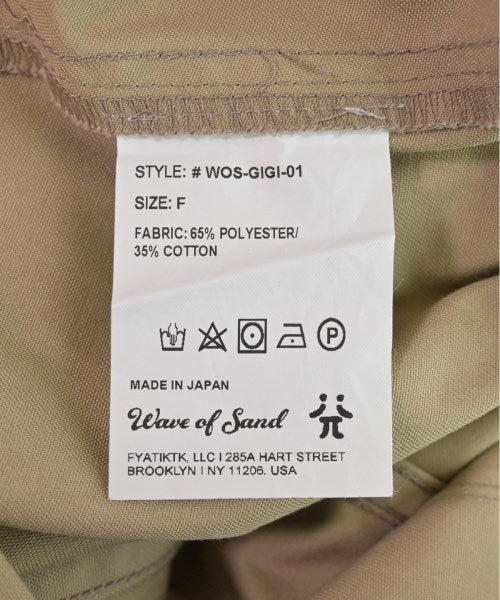 STYLE: # WOS-GIGI-01
SIZE: F
FABRIC: 65% POLYESTER/
35% COTTON
P
MADE IN JAPAN
Wave of Sand
FYATIKTK, LLC I 285A HART STREET
BROOKLYN I NY 11206. USA